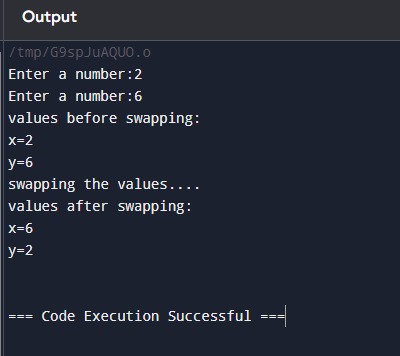 Output
/tmp/G9spJuAQUO.o
Enter a number:2
Enter a number:6
values before swapping:
x=2
y=6
swapping the values....
values after swapping:
x=6
y=2
=== Code Execution Successful ===